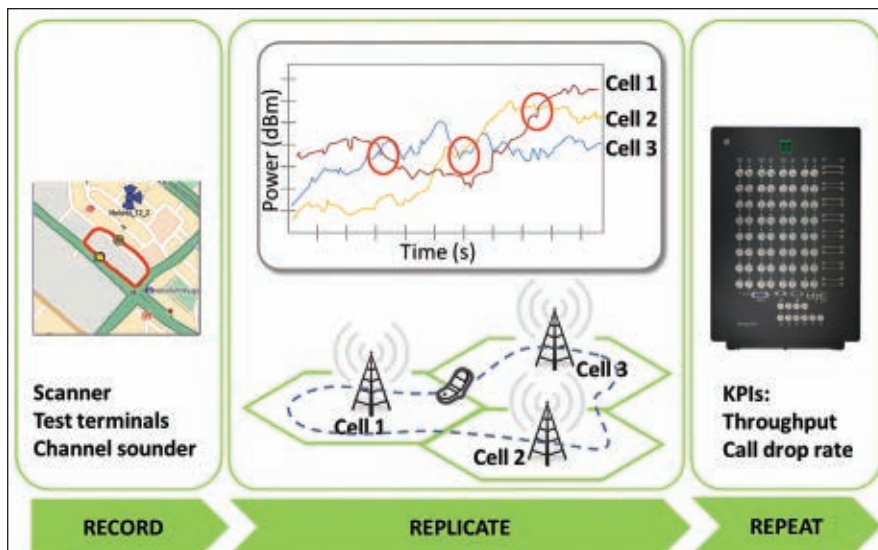 Power (dBm)
Time (s)
Cell 1
Cell 2
Cell 3
Scanner
Test terminals
Channel sounder
Cell 1
Cell 3
Cell 2
KPIs:
Throughput
Call drop rate
RECORD
REPLICATE
REPEAT